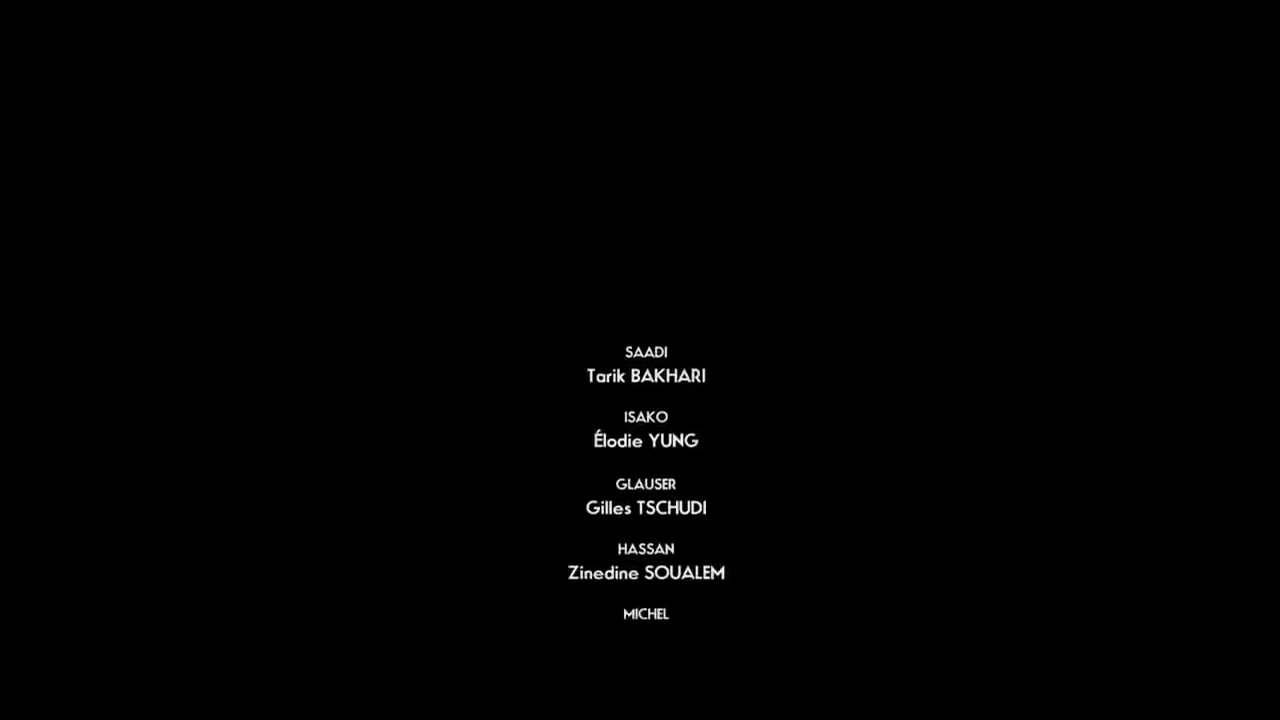 SAADI
Tarik BAKHARI
ISAKO
Élodie YUNG
GLAUSER
Gilles TSCHUDI
HASSAN
Zinedine SOUALEM
MICHEL